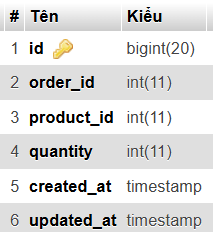 # Tên Kiểu
1 id bigint(20)
2 order_id int(11)
3 product_id int(11)
4 quantity int(11)
5 created_at timestamp
6 updated_at timestamp